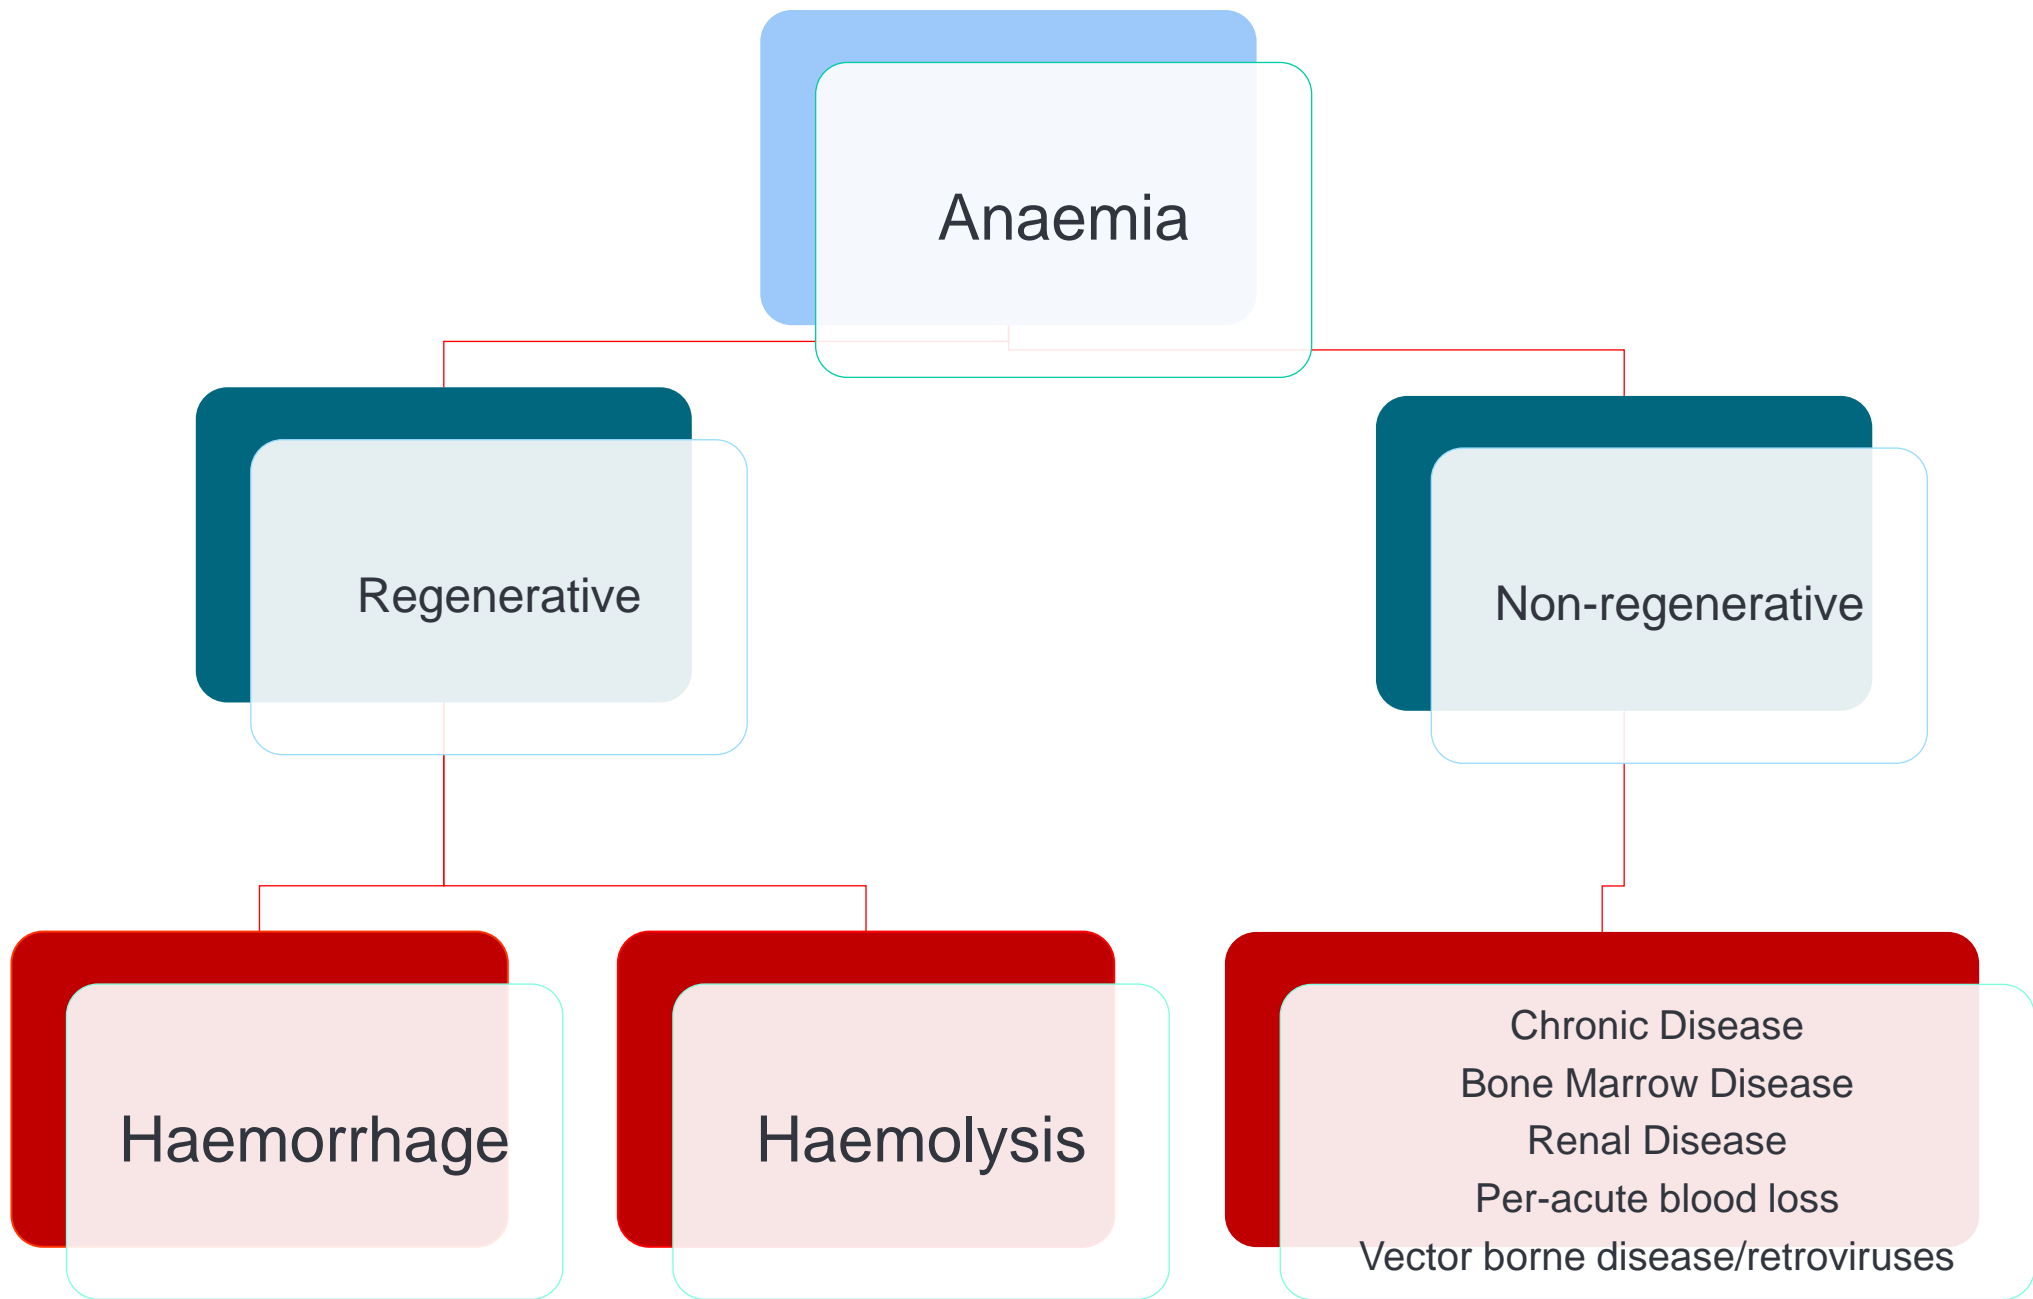 Anaemia
Regenerative
Non-regenerative
Haemorrhage
Haemolysis
Chronic Disease
Bone Marrow Disease
Renal Disease
Per-acute blood loss
Vector borne disease/retroviruses